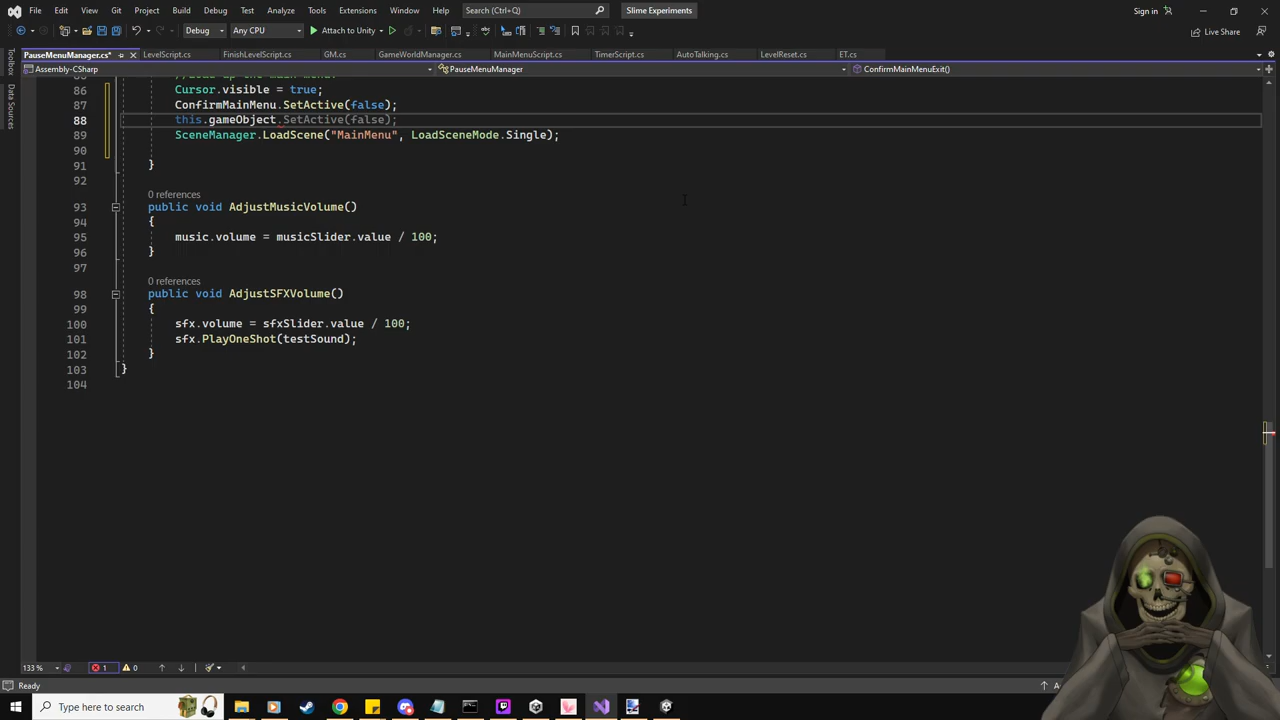 File Edit View Git Project Build Debug Test Analyze Tools Extensions Window Help Search (Ctrl+Q) Slime Experiments Sign in
Debug Any CPU Attach to Unity Live Share
PauseMenuManager.cs* LevelScript.cs FinishLevelScript.cs GM.cs GameWorldManager.cs MainMenuScript.cs TimerScript.cs AutoTalking.cs LevelReset.cs ET.cs
Toolbox
Data Sources
Assembly-CSharp PauseMenuManager ConfirmMainMenuExit()
86 Cursor.visible = true;
87 ConfirmMainMenu.SetActive(false);
88 this.gameObject.SetActive(false);
89 SceneManager.LoadScene("MainMenu", LoadSceneMode.Single);
90
91 }
92
0 references
93 public void AdjustMusicVolume()
94 {
95 music.volume = musicSlider.value / 100;
96 }
97
0 references
98 public void AdjustSFXVolume()
99 {
100 sfx.volume = sfxSlider.value / 100;
101 sfx.PlayOneShot(testSound);
102 }
103 }
104
133 % 1 0
Ready
Type here to search